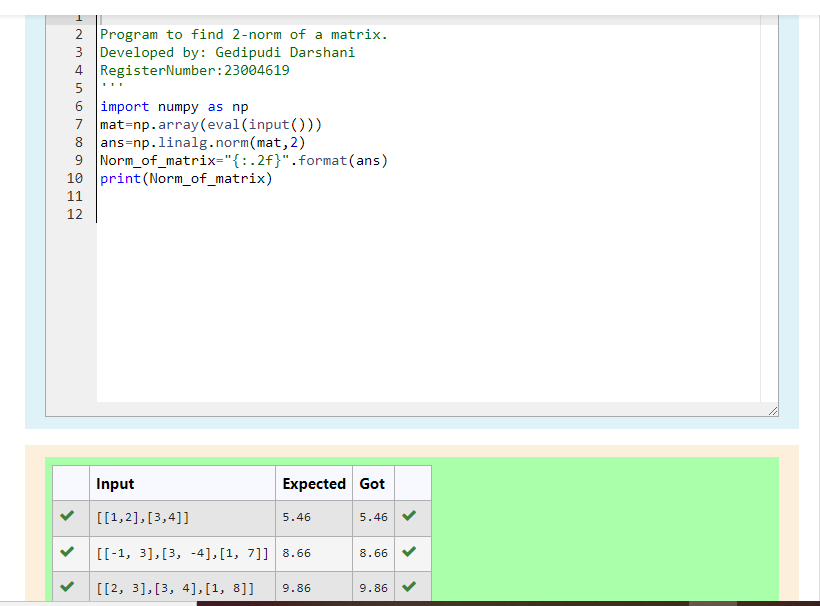 1
2 Program to find 2-norm of a matrix.
3 Developed by: Gedipudi Darshani
4 RegisterNumber:23004619
5 '''
6 import numpy as np
7 mat=np.array(eval(input()))
8 ans=np.linalg.norm(mat,2)
9 Norm_of_matrix="{:.2f}".format(ans)
10 print(Norm_of_matrix)
11
12
Input Expected Got
[[1,2],[3,4]] 5.46 5.46
[[-1, 3],[3, -4],[1, 7]] 8.66 8.66
[[2, 3],[3, 4],[1, 8]] 9.86 9.86